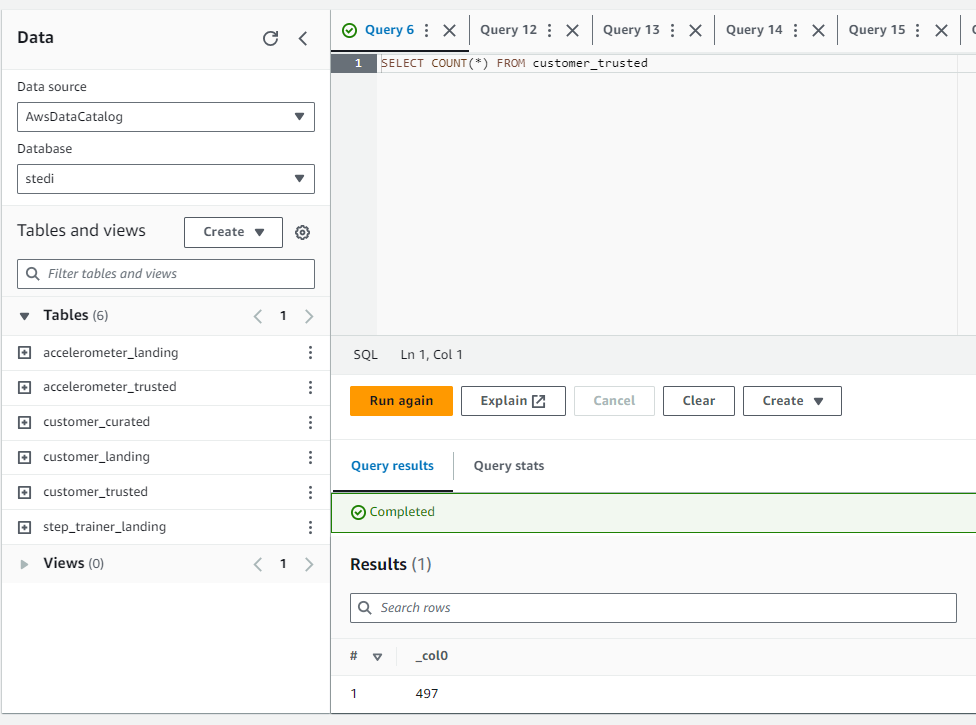 Data
Data source
AwsDataCatalog
Database
stedi
Tables and views
Create
Filter tables and views
Tables (6)
1
accelerometer_landing
accelerometer_trusted
customer_curated
customer_landing
customer_trusted
step_trainer_landing
Views (0)
1
Query 6
Query 12
Query 13
Query 14
Query 15
1 SELECT COUNT(*) FROM customer_trusted
SQL Ln 1, Col 1
Run again
Explain
Cancel
Clear
Create
Query results
Query stats
Completed
Results (1)
Search rows
# _col0
1 497